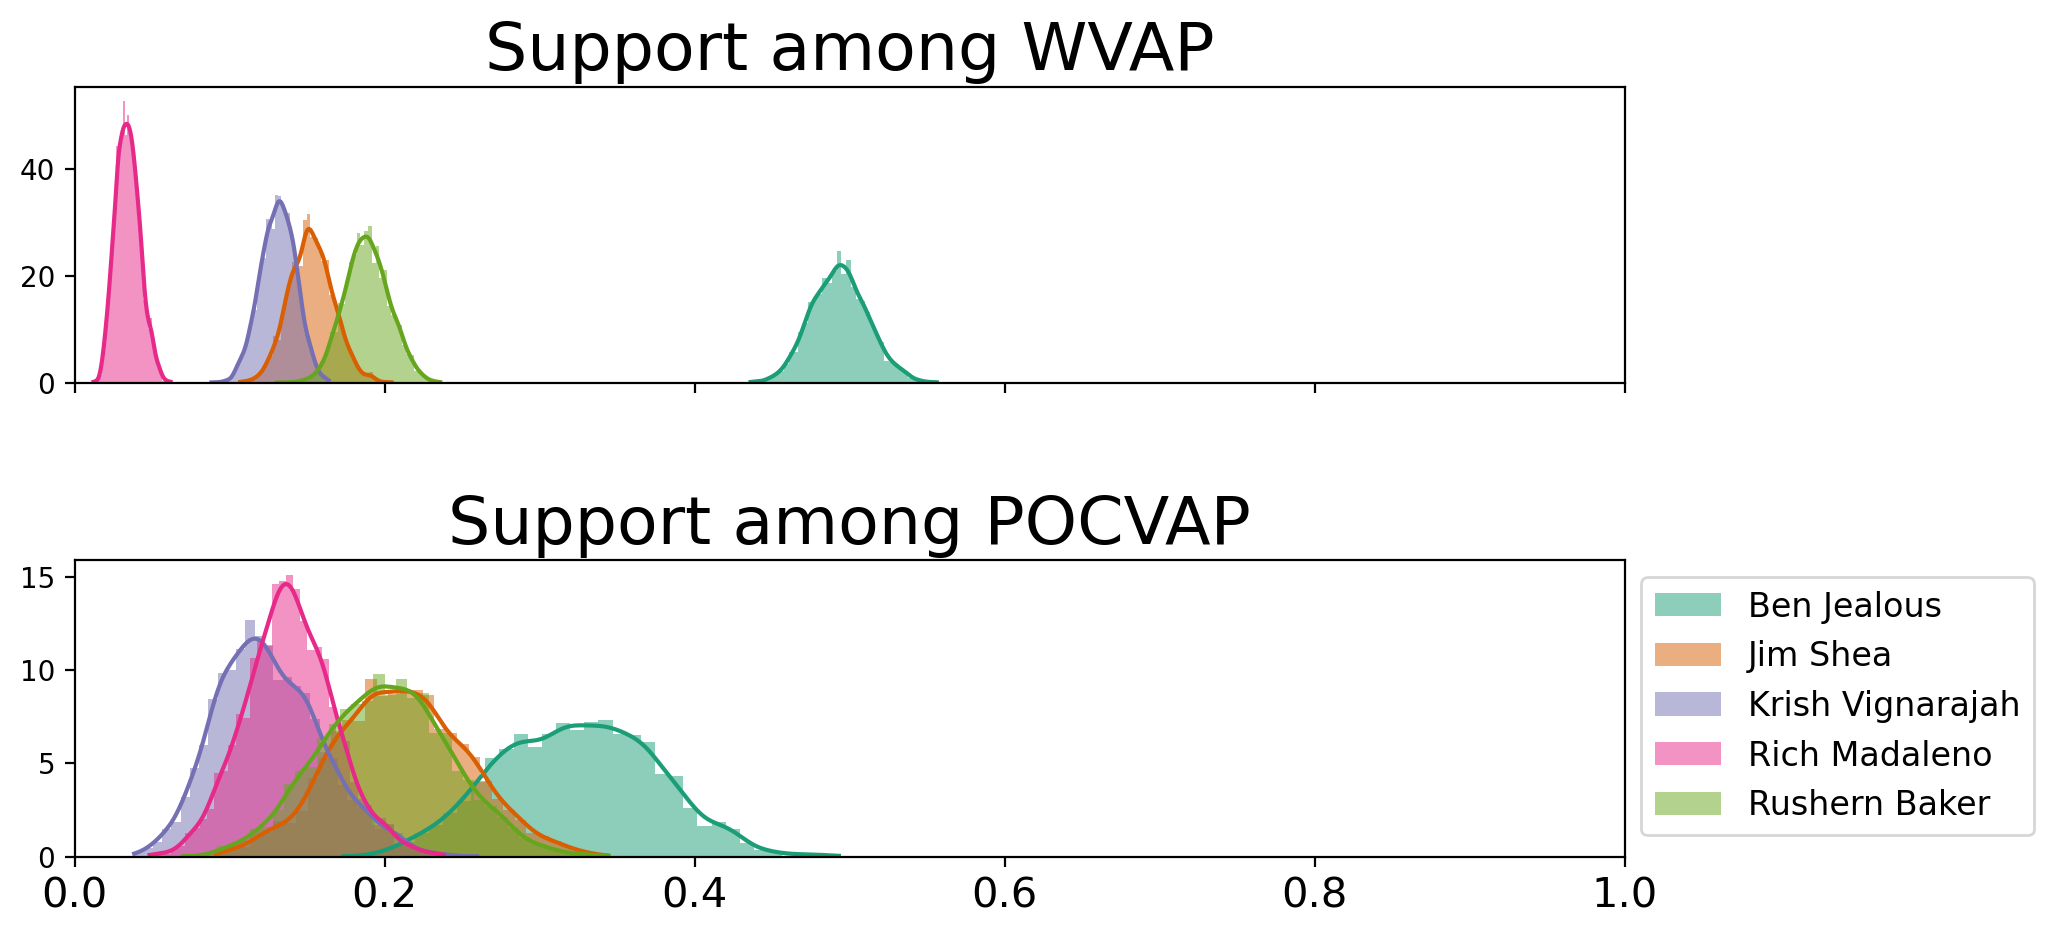 Support among WVAP
40
20
0
Support among POCVAP
15
10
5
0
0.0 0.2 0.4 0.6 0.8 1.0
Ben Jealous
Jim Shea
Krish Vignarajah
Rich Madaleno
Rushern Baker